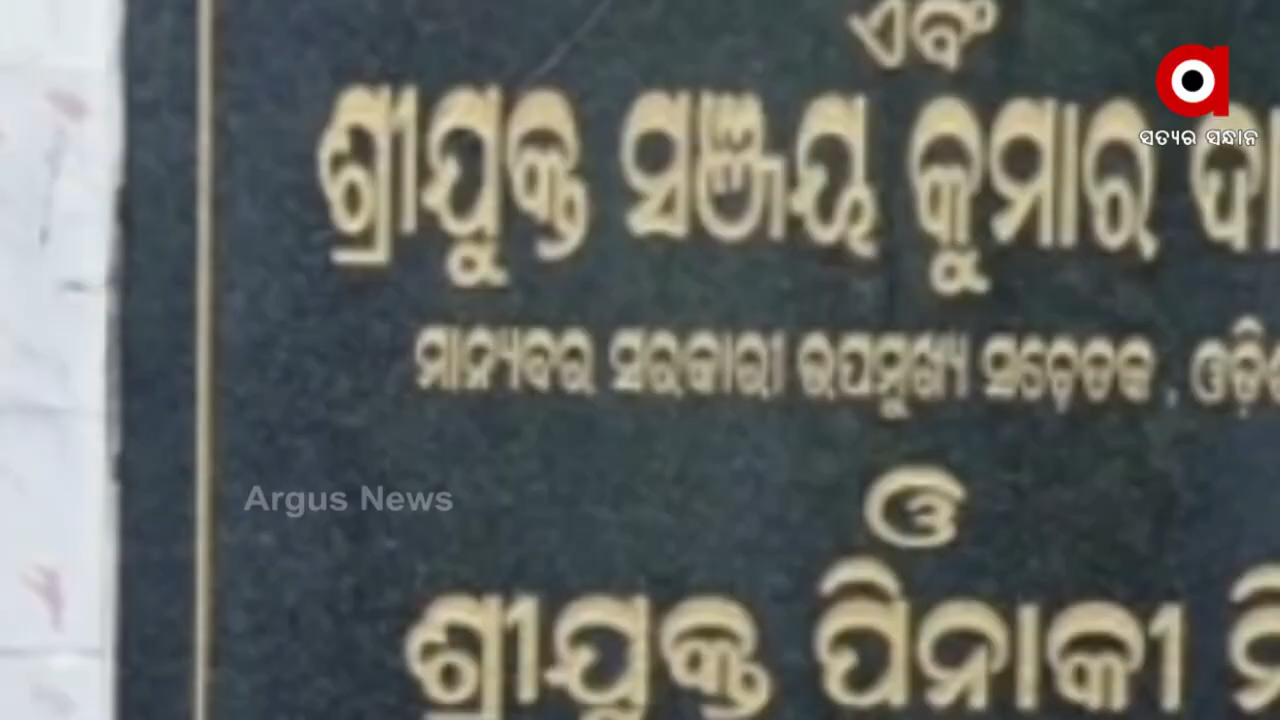 ଏବଂ
ଶ୍ରୀଯୁକ୍ତ ସଞ୍ଜୟ କୁମାର
ସତ୍ୟର ସନ୍ଧାନ
ମାନ୍ୟବର ସରକାରୀ ଉପମୁଖ୍ୟ ସଚେତକ ,
Argus News
ଓ
ଶ୍ରୀଯୁକ୍ତ ପିନାକୀ